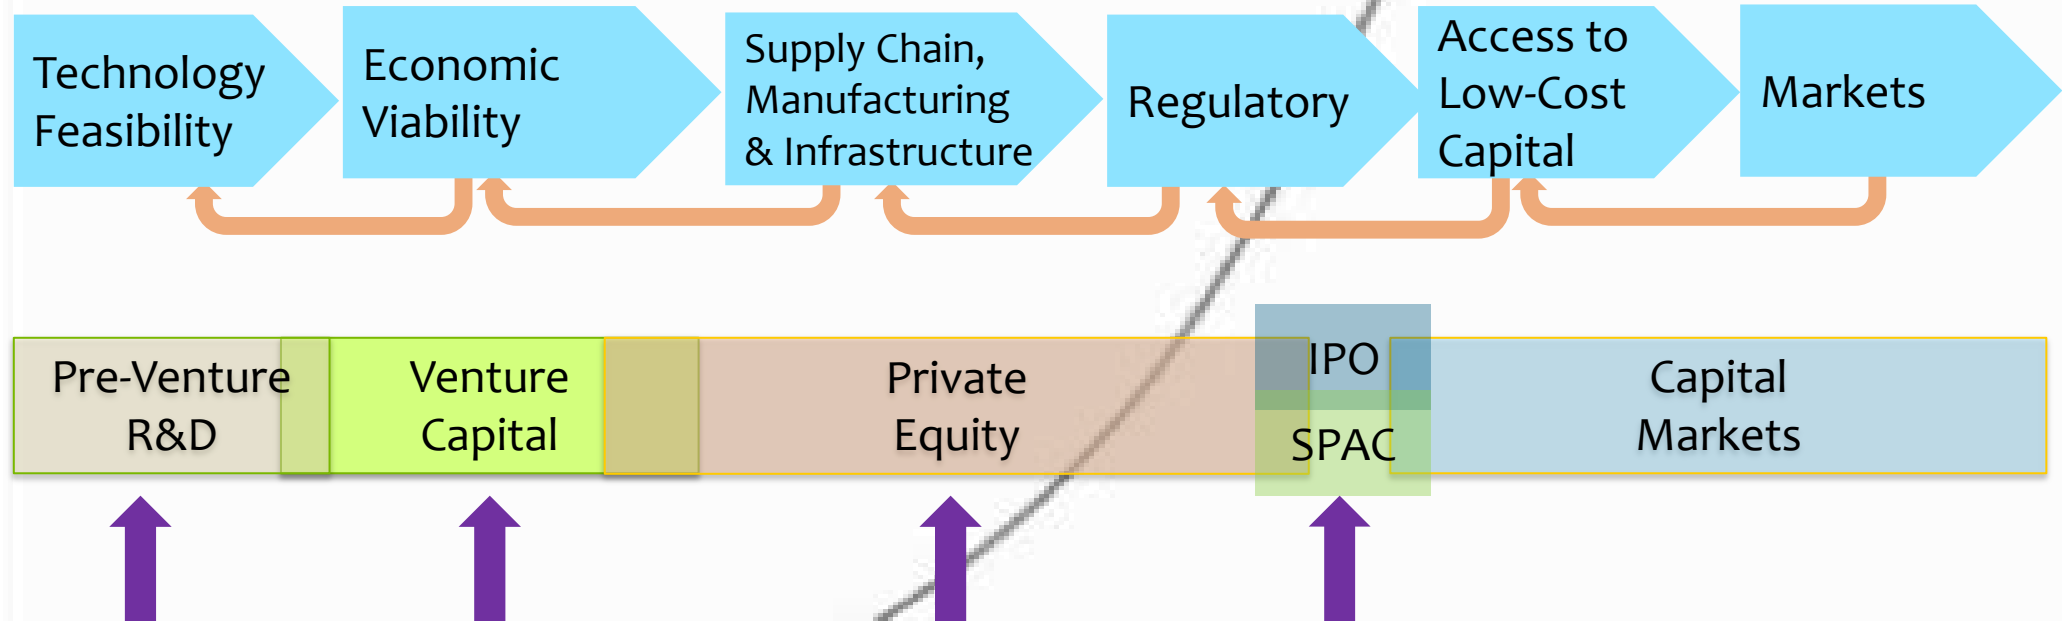 Technology
Feasibility
Economic
Viability
Supply Chain,
Manufacturing
& Infrastructure
Regulatory
Access to
Low-Cost
Capital
Markets
Pre-Venture
R&D
Venture
Capital
Private
Equity
IPO
SPAC
Capital
Markets